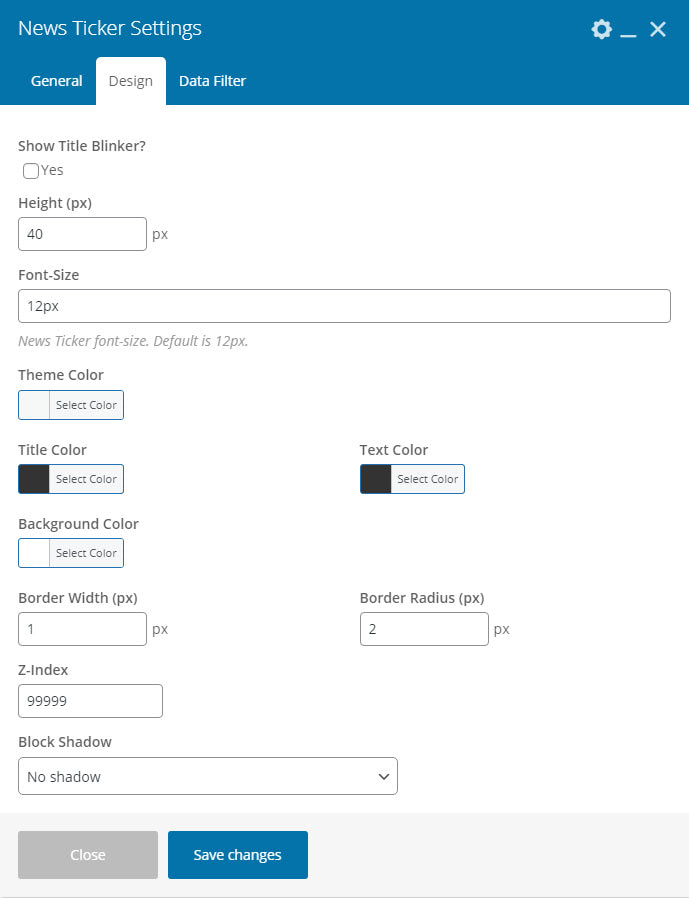 News Ticker Settings
General Design Data Filter
Show Title Blinker?
Yes
Height (px)
40 px
Font-Size
12px
News Ticker font-size. Default is 12px.
Theme Color
Select Color
Title Color Text Color
Select Color Select Color
Background Color
Select Color
Border Width (px) Border Radius (px)
1 px 2 px
Z-Index
99999
Block Shadow
No shadow
Close Save changes